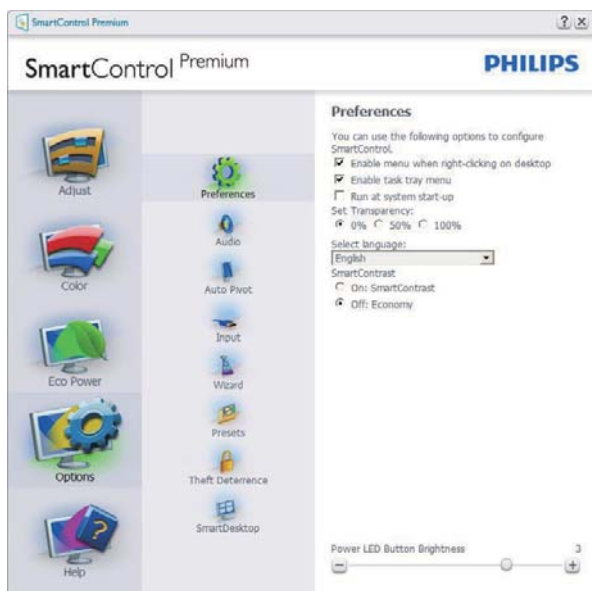 SmartControl Premium
SmartControl Premium
PHILIPS
Adjust
Color
Eco Power
Options
Help
Preferences
Audio
Auto Pivot
Input
Wizard
Presets
Theft Deterrence
SmartDesktop
Preferences
You can use the following options to configure
SmartControl.
Enable menu when right-clicking on desktop
Enable task tray menu
Run at system start-up
Set Transparency:
0% 50% 100%
Select language:
English
SmartContrast
On: SmartContrast
Off: Economy
Power LED Button Brightness 3